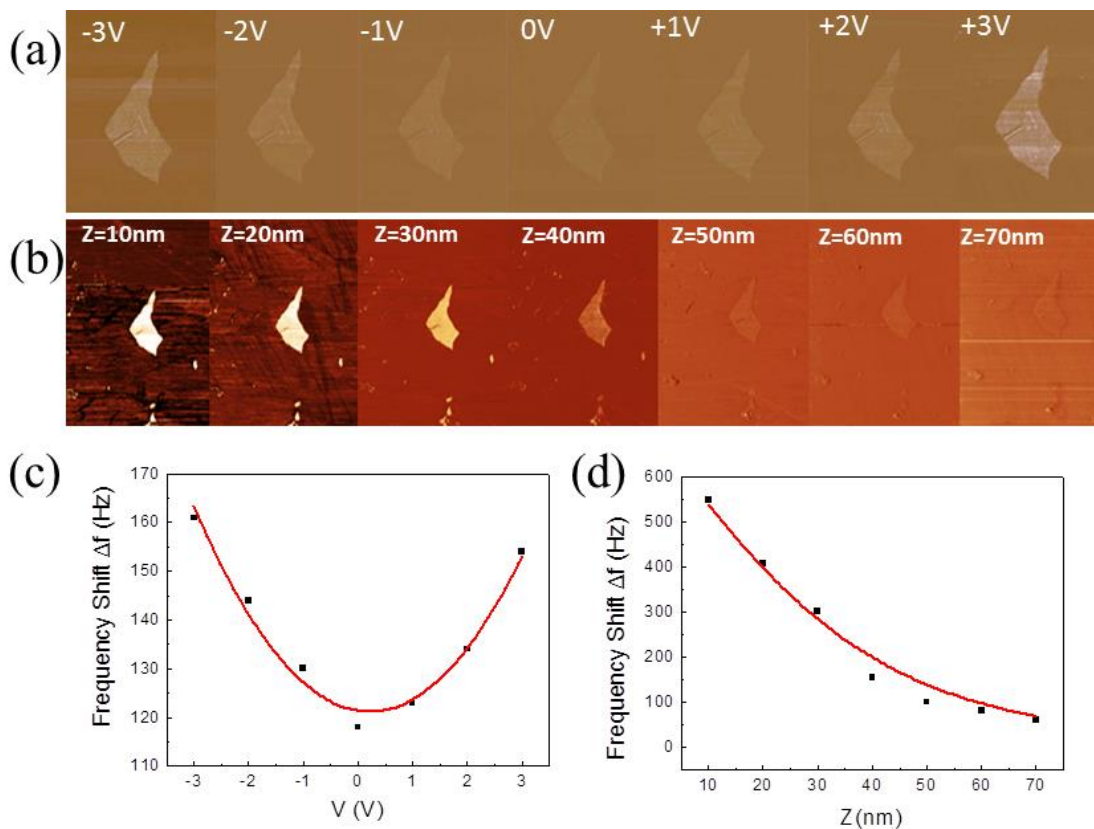 (a)
-3V -2V -1V 0V +1V +2V +3V
(b)
Z=10nm Z=20nm Z=30nm Z=40nm Z=50nm Z=60nm Z=70nm
(c)
170
160
150
140
130
120
110
Frequency Shift Δf (Hz)
-3 -2 -1 0 1 2 3
V (V)
(d)
600
500
400
300
200
100
0
Frequency Shift Δf (Hz)
10 20 30 40 50 60 70
Z (nm)